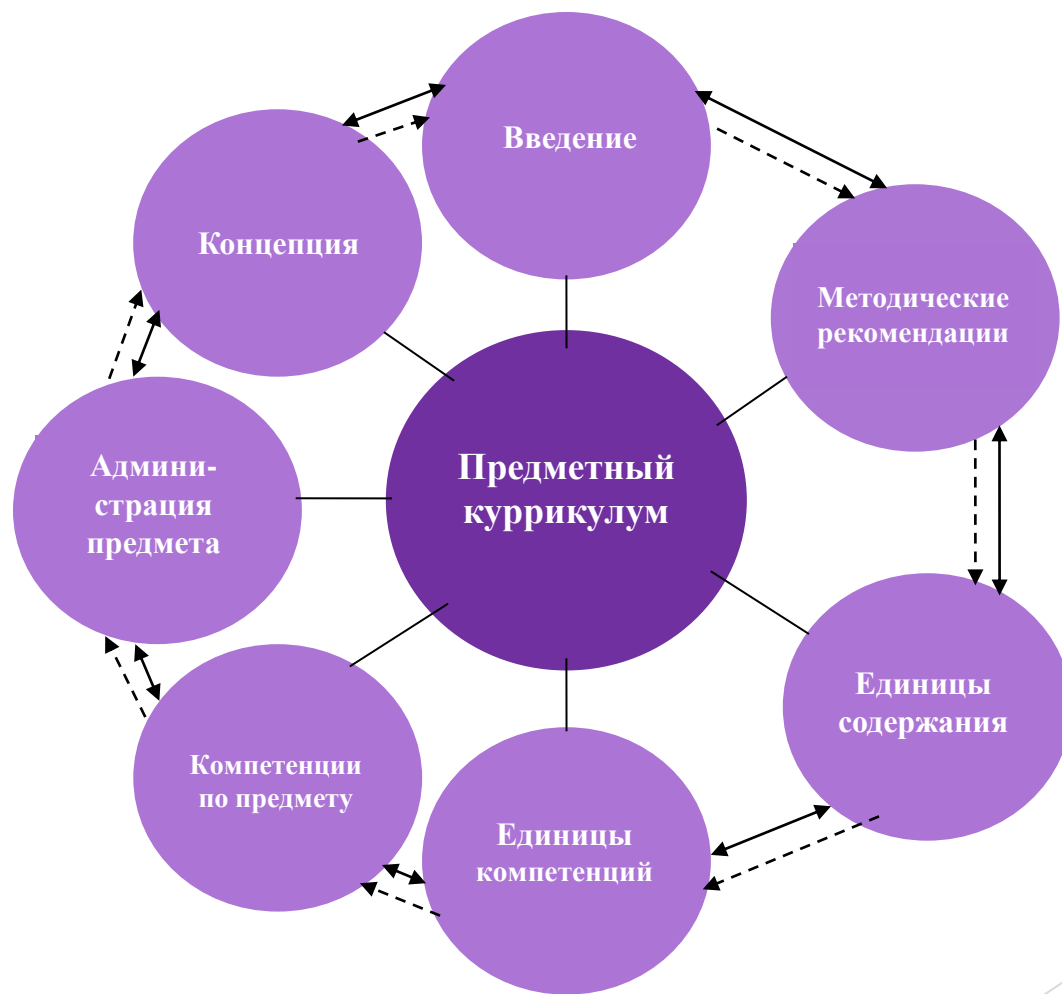 Введение
Концепция
Методические
рекомендации
Предметный
куррикулум
Админи-
страция
предмета
Единицы
содержания
Компетенции
по предмету
Единицы
компетенций